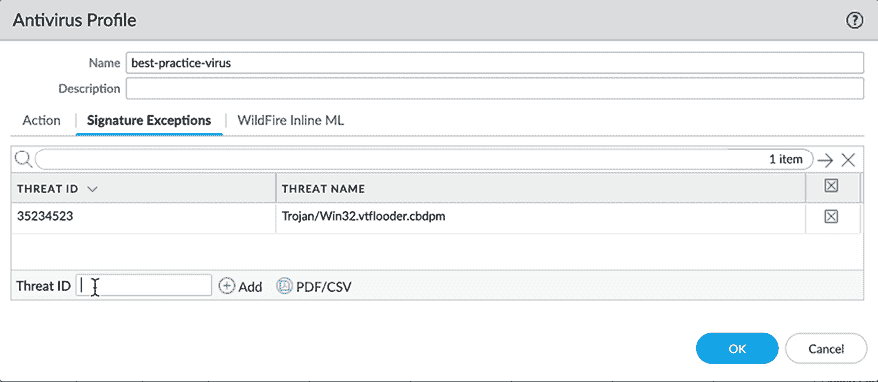 Antivirus Profile
Name best-practice-virus
Description
Action Signature Exceptions WildFire Inline ML
1 item
THREAT ID THREAT NAME
35234523 Trojan/Win32.vtflooder.cbdpm
Threat ID Add PDF/CSV
OK Cancel